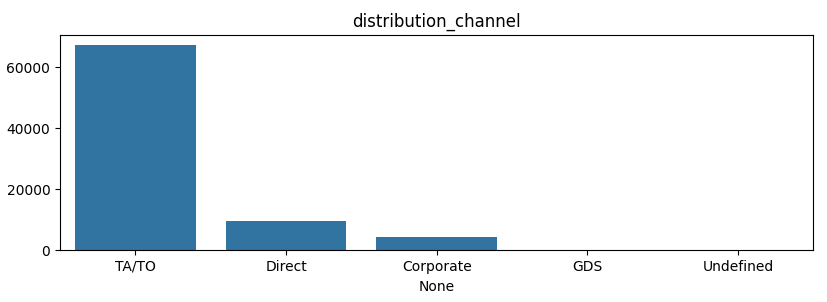 distribution_channel
60000
40000
20000
0
TA/TO Direct Corporate GDS Undefined
None